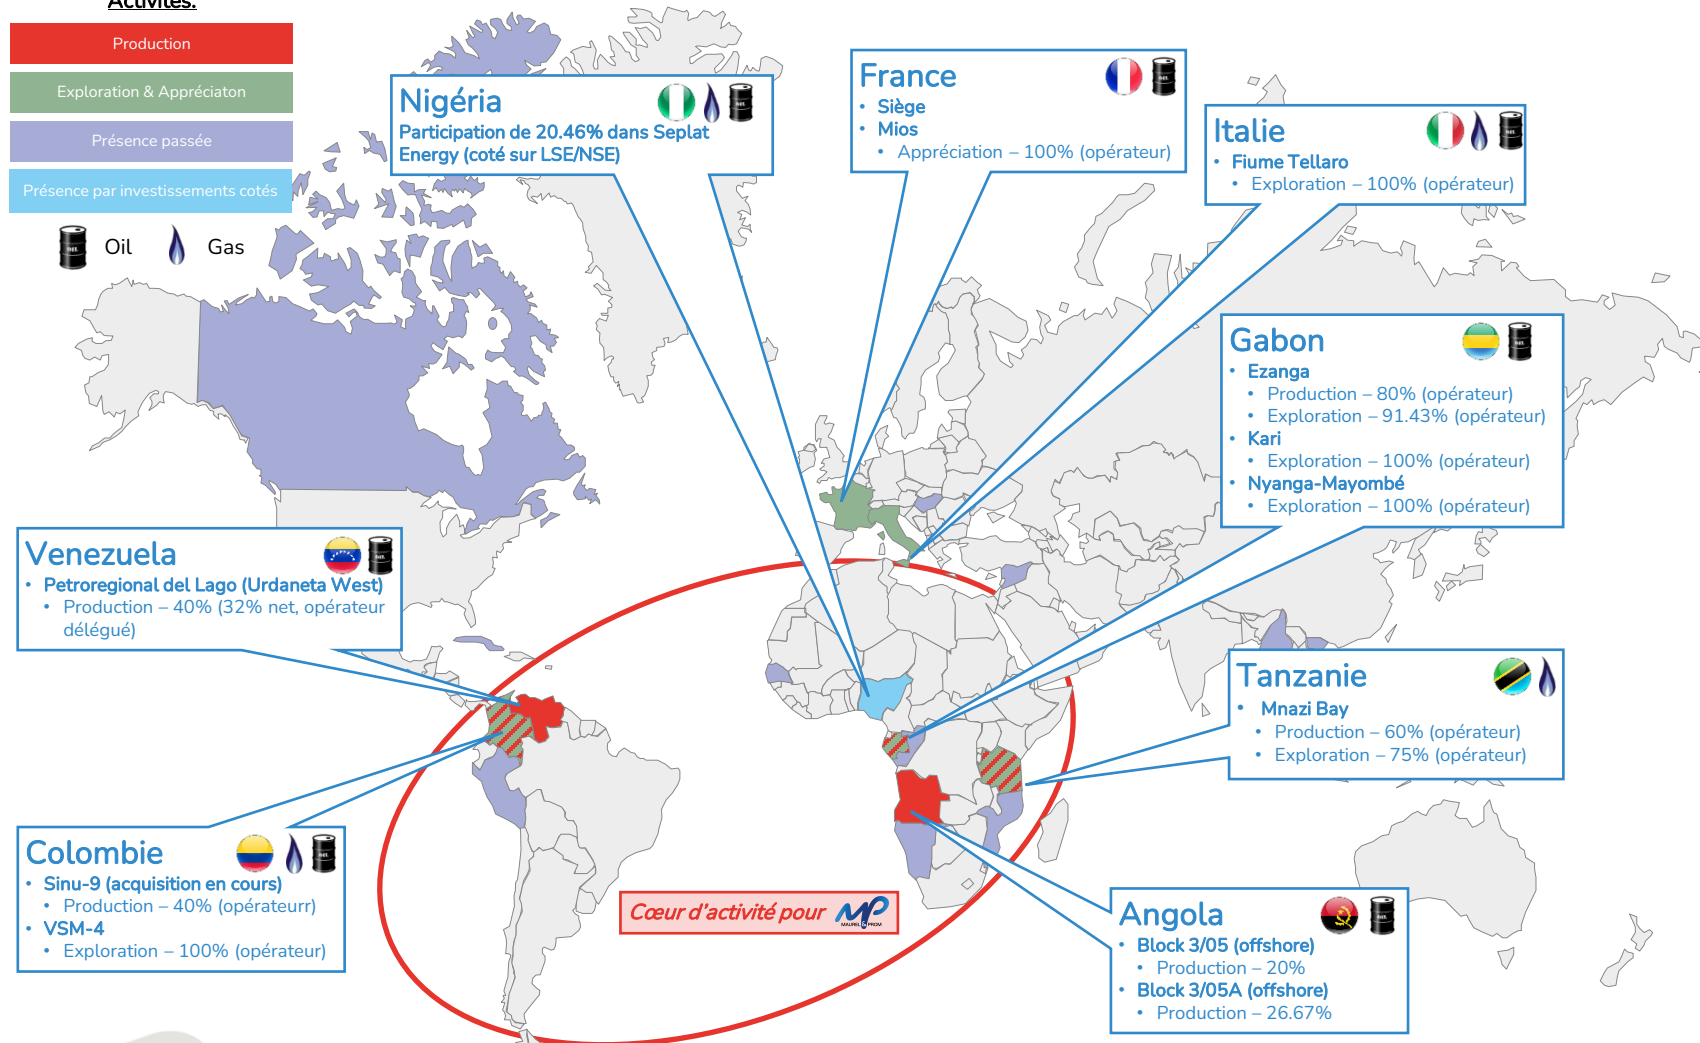 Activités:
Production
Exploration & Appréciaton
Présence passée
Présence par investissements cotés
Oil
Gas
Nigéria
Participation de 20.46% dans Seplat
Energy (coté sur LSE/NSE)
France
• Siège
• Mios
• Appréciation – 100% (opérateur)
Italie
• Fiume Tellaro
• Exploration – 100% (opérateur)
Gabon
• Ezanga
• Production – 80% (opérateur)
• Exploration – 91.43% (opérateur)
• Kari
• Exploration – 100% (opérateur)
• Nyanga-Mayombé
• Exploration – 100% (opérateur)
Venezuela
• Petroregional del Lago (Urdaneta West)
• Production – 40% (32% net, opérateur
délégué)
Tanzanie
• Mnazi Bay
• Production – 60% (opérateur)
• Exploration – 75% (opérateur)
Colombie
• Sinu-9 (acquisition en cours)
• Production – 40% (opérateurr)
• VSM-4
• Exploration – 100% (opérateur)
Cœur d'activité pour MP
MAUREL & PROM
Angola
• Block 3/05 (offshore)
• Production – 20%
• Block 3/05A (offshore)
• Production – 26.67%
OIL